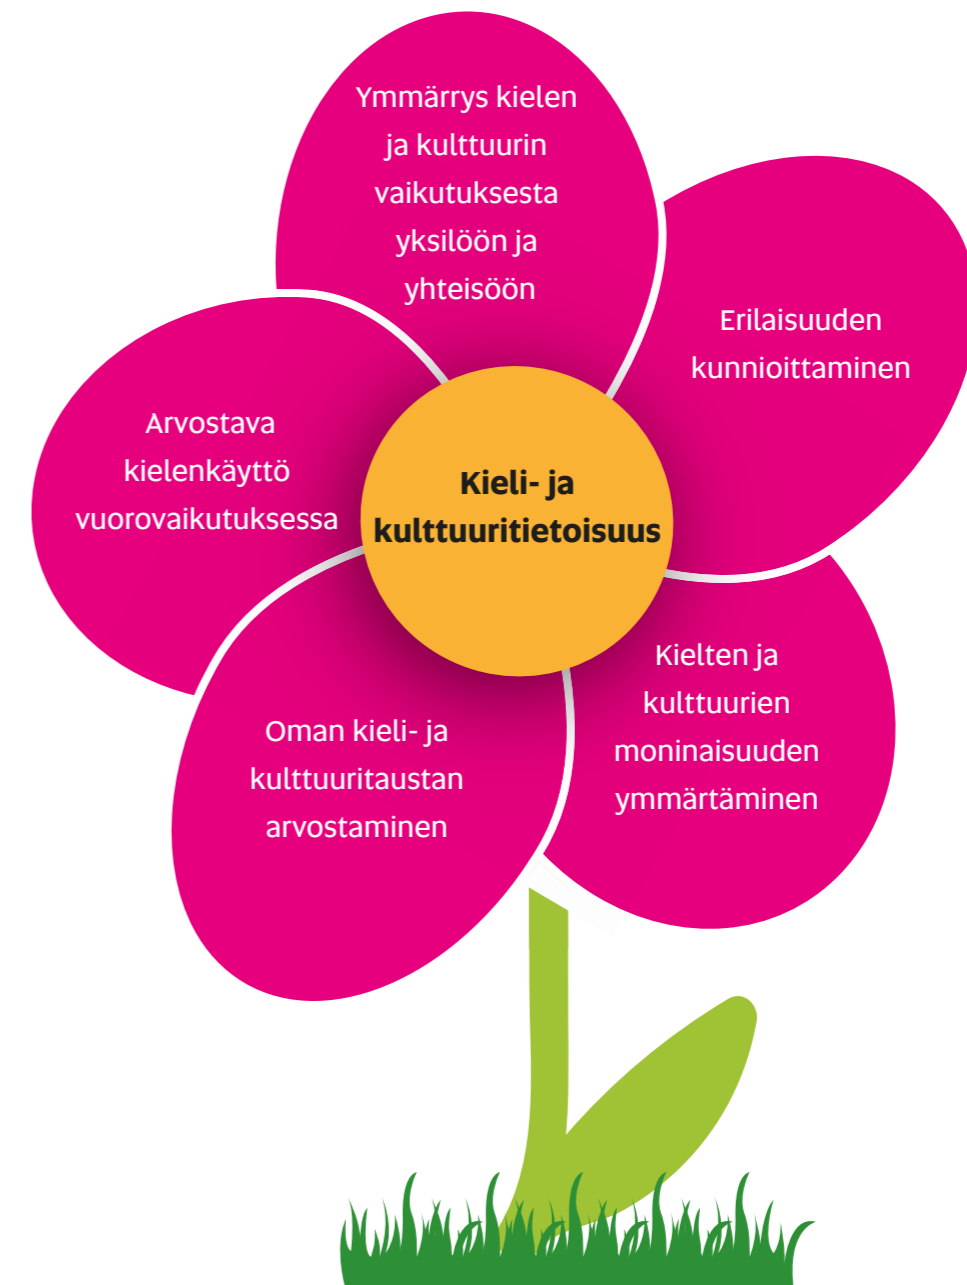 Ymmärrys kielen
ja kulttuurin
vaikutuksesta
yksilöön ja
yhteisöön
Erilaisuuden
kunnioittaminen
Arvostava
kielenkäyttö
vuorovaikutuksessa
Kieli- ja
kulttuuritietoisuus
Kielten ja
kulttuurien
moninaisuuden
ymmärtäminen
Oman kieli- ja
kulttuuritaustan
arvostaminen